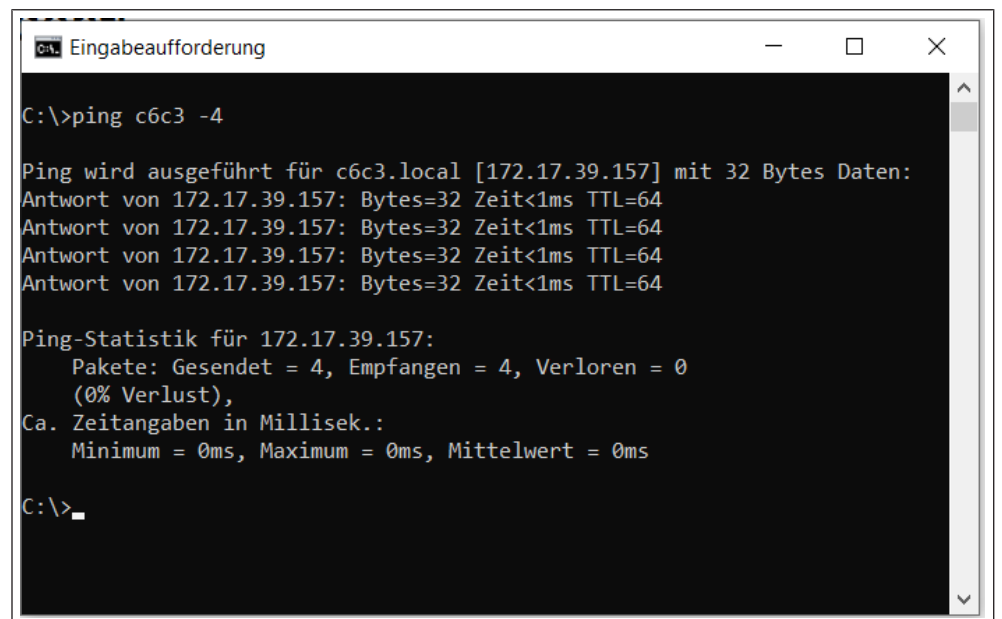 Eingabeaufforderung
C:\>ping c6c3 -4
Ping wird ausgeführt für c6c3.local [172.17.39.157] mit 32 Bytes Daten:
Antwort von 172.17.39.157: Bytes=32 Zeit<1ms TTL=64
Antwort von 172.17.39.157: Bytes=32 Zeit<1ms TTL=64
Antwort von 172.17.39.157: Bytes=32 Zeit<1ms TTL=64
Antwort von 172.17.39.157: Bytes=32 Zeit<1ms TTL=64
Ping-Statistik für 172.17.39.157:
Pakete: Gesendet = 4, Empfangen = 4, Verloren = 0
(0% Verlust),
Ca. Zeitangaben in Millisek.:
Minimum = 0ms, Maximum = 0ms, Mittelwert = 0ms
C:\>